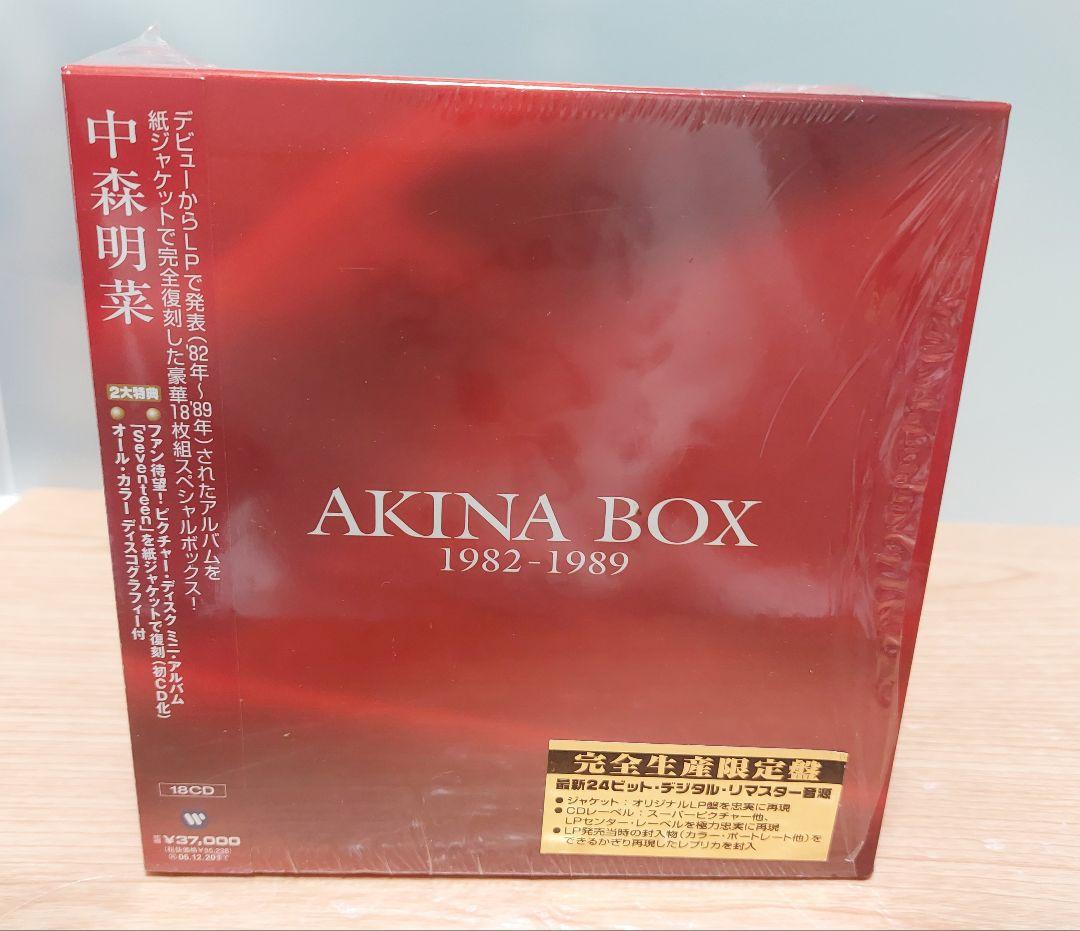 中森明菜
デビューからLPで発表('82年〜'89年)されたアルバムを
紙ジャケットで完全復刻した豪華18枚組スペシャルボックス!
2大特典
●ファン待望!ピクチャー・ディスク ミニ・アルバム
「Seventeen」を紙ジャケットで復刻(初CD化)
●オール・カラー ディスコグラフィー付
AKINA BOX
1982-1989
18CD
¥37,000
(税抜価格¥35,238)
06.12.20まで
完全生産限定盤
最新24ビット・デジタル・リマスター音源
●ジャケット:オリジナルLP盤を忠実に再現
●CDレーベル:スーパーピクチャー他、
LPセンター・レーベルを極力忠実に再現
●LP発売当時の封入物(カラー・ポートレート他)を
できるかぎり再現したレプリカを封入